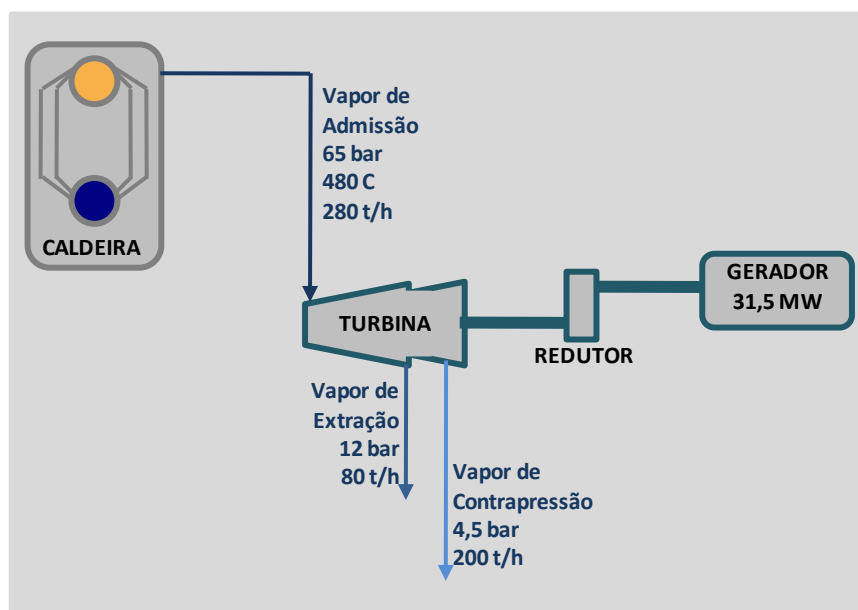 Vapor de
Admissão
65 bar
480 C
280 t/h
CALDEIRA
GERADOR
31,5 MW
TURBINA
REDUTOR
Vapor de
Extração
12 bar
80 t/h
Vapor de
Contrapressão
4,5 bar
200 t/h